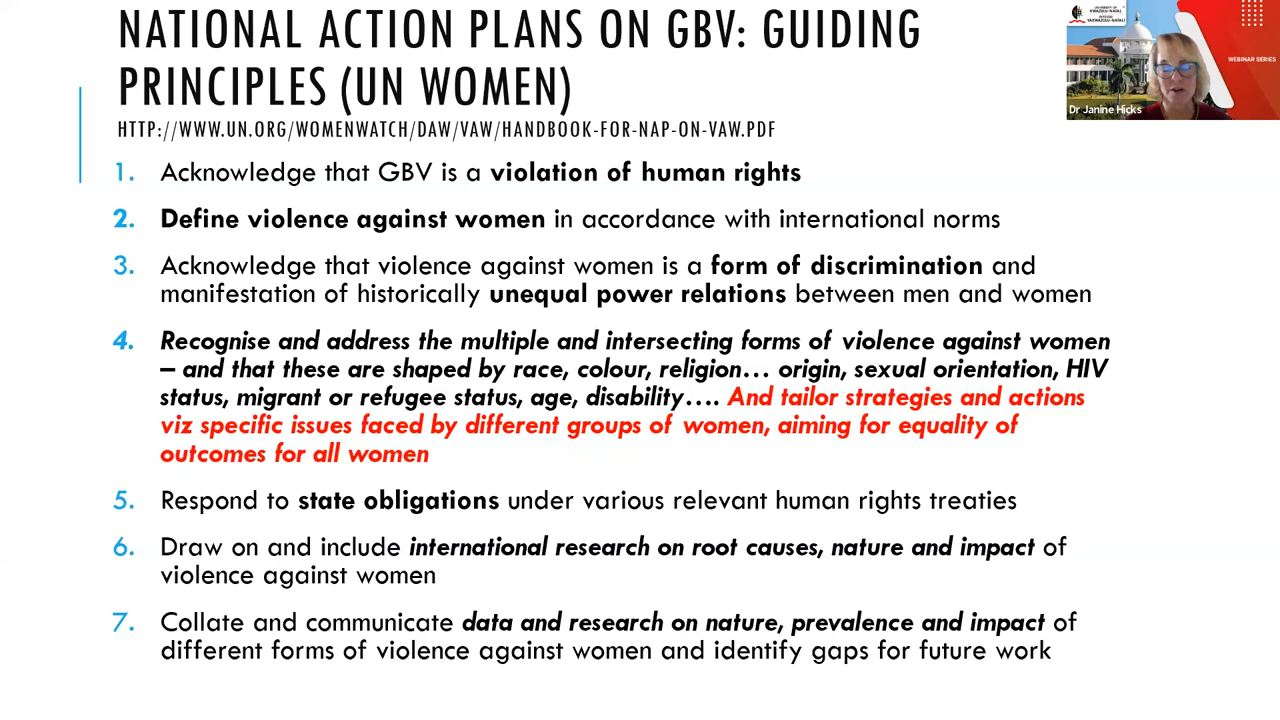 NATIONAL ACTION PLANS ON GBV: GUIDING
PRINCIPLES (UN WOMEN)
HTTP://WWW.UN.ORG/WOMENWATCH/DAW/VAW/HANDBOOK-FOR-NAP-ON-VAW.PDF
UNIVERSITY OF
KWAZULU-NATAL
INYUVESI
YAKWAZULU-NATALI
WEBINAR SERIES
Dr Janine Hicks
1. Acknowledge that GBV is a violation of human rights
2. Define violence against women in accordance with international norms
3. Acknowledge that violence against women is a form of discrimination and
manifestation of historically unequal power relations between men and women
4. Recognise and address the multiple and intersecting forms of violence against women
– and that these are shaped by race, colour, religion… origin, sexual orientation, HIV
status, migrant or refugee status, age, disability…. And tailor strategies and actions
viz specific issues faced by different groups of women, aiming for equality of
outcomes for all women
5. Respond to state obligations under various relevant human rights treaties
6. Draw on and include international research on root causes, nature and impact of
violence against women
7. Collate and communicate data and research on nature, prevalence and impact of
different forms of violence against women and identify gaps for future work